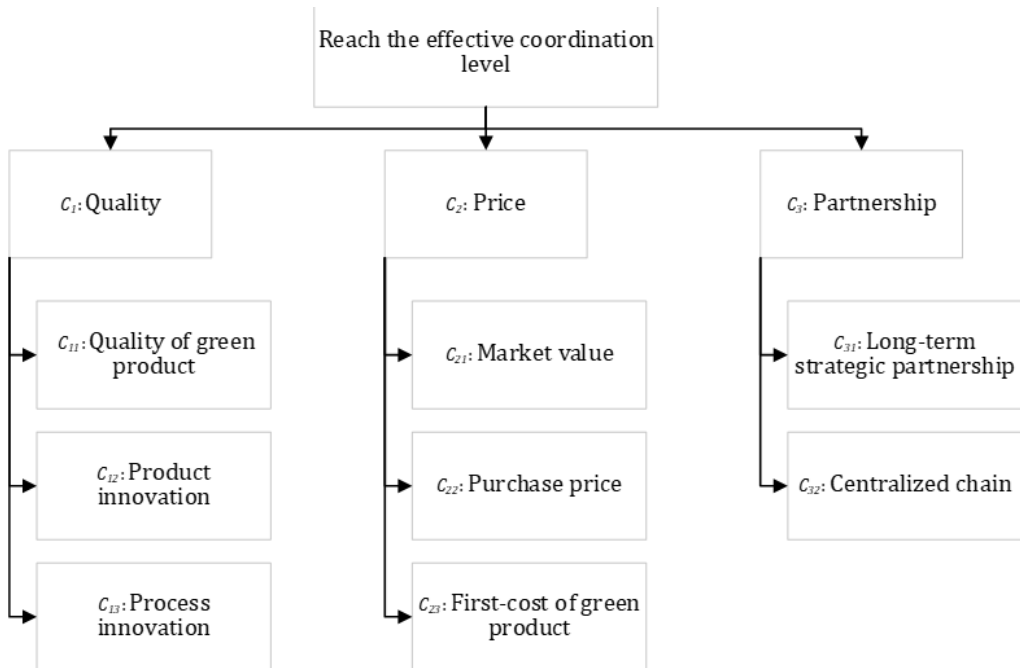 Reach the effective coordination
level
C1: Quality
C2: Price
C3: Partnership
C11: Quality of green
product
C21: Market value
C31: Long-term
strategic partnership
C12: Product
innovation
C22: Purchase price
C32: Centralized chain
C13: Process
innovation
C23: First-cost of green
product